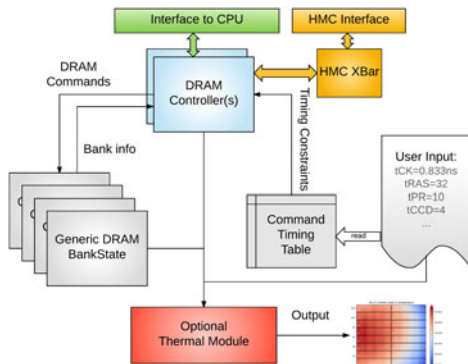 Interface to CPU
HMC Interface
DRAM
Commands
DRAM
Controller(s)
HMC XBar
Bank info
Timing Constraints
User Input:
tCK=0.833n
tRAS=32
tPR=10
tCCD=4
...
Generic DRAM
BankState
Command
Timing
Table
read
Optional
Thermal Module
Output